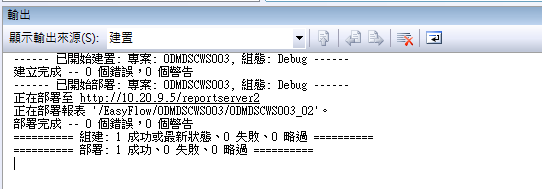 輸出
顯示輸出來源(S): 建置
------ 已開始建置: 專案: ODMDSCWS003, 組態: Debug ------
建立完成 -- 0 個錯誤，0 個警告
------ 已開始部署: 專案: ODMDSCWS003, 組態: Debug ------
正在部署至 http://10.20.9.5/reportserver2
正在部署報表 '/EasyFlow/ODMDSCWS003/ODMDSCWS003_02'。
部署完成 -- 0 個錯誤，0 個警告
========== 組建: 1 成功或最新狀態、0 失敗、0 略過 ==========
========== 部署: 1 成功、0 失敗、0 略過 ==========